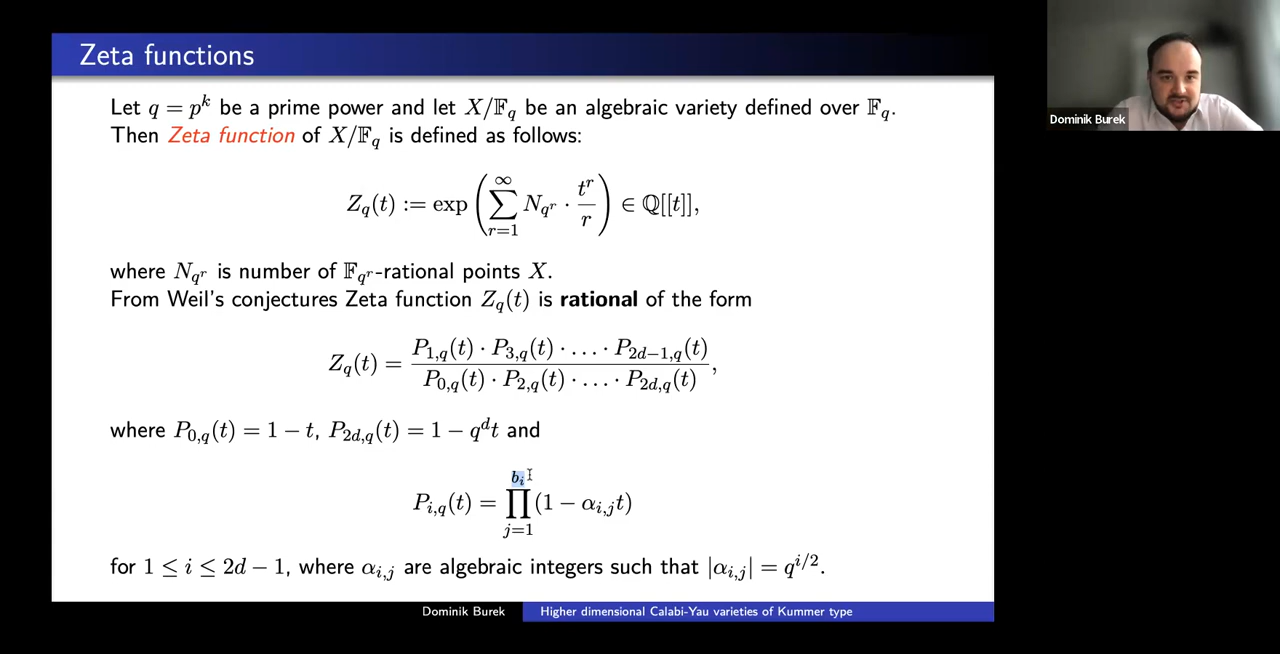 Zeta functions
Let q = p^k be a prime power and let X/𝔽_q be an algebraic variety defined over 𝔽_q.
Then Zeta function of X/𝔽_q is defined as follows:
Z_q(t) := exp ( ∑_{r=1}^{∞} N_{q^r} · t^r / r ) ∈ ℚ[[t]],
where N_{q^r} is number of 𝔽_{q^r}-rational points X.
From Weil's conjectures Zeta function Z_q(t) is rational of the form
Z_q(t) = P_{1,q}(t) · P_{3,q}(t) · … · P_{2d−1,q}(t) / P_{0,q}(t) · P_{2,q}(t) · … · P_{2d,q}(t) ,
where P_{0,q}(t) = 1 − t, P_{2d,q}(t) = 1 − q^d t and
P_{i,q}(t) = ∏_{j=1}^{b_i} (1 − α_{i,j} t)
for 1 ≤ i ≤ 2d − 1, where α_{i,j} are algebraic integers such that |α_{i,j}| = q^{i/2}.
Dominik Burek
Higher dimensional Calabi-Yau varieties of Kummer type
Dominik Burek